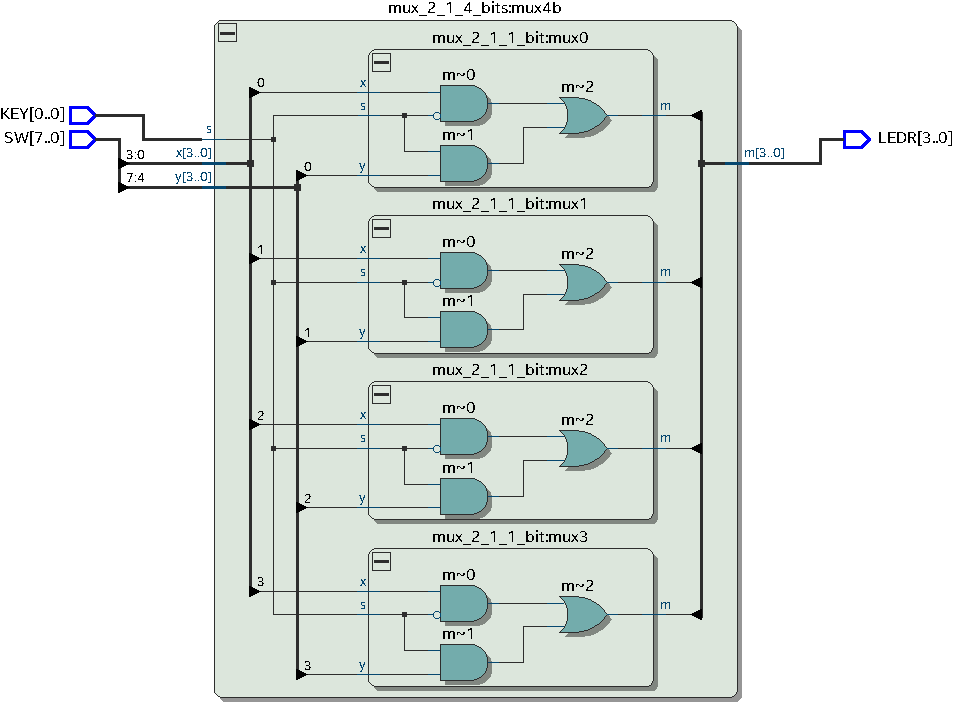 mux_2_1_4_bits:mux4b
mux_2_1_1_bit:mux0
KEY[0..0]
SW[7..0]
s
3:0 x[3..0]
7:4 y[3..0]
0
x
s
0
y
m~0
m~1
m~2
m
m[3..0]
LEDR[3..0]
mux_2_1_1_bit:mux1
1
x
s
1
y
m~0
m~1
m~2
m
mux_2_1_1_bit:mux2
2
x
s
2
y
m~0
m~1
m~2
m
mux_2_1_1_bit:mux3
3
x
s
3
y
m~0
m~1
m~2
m